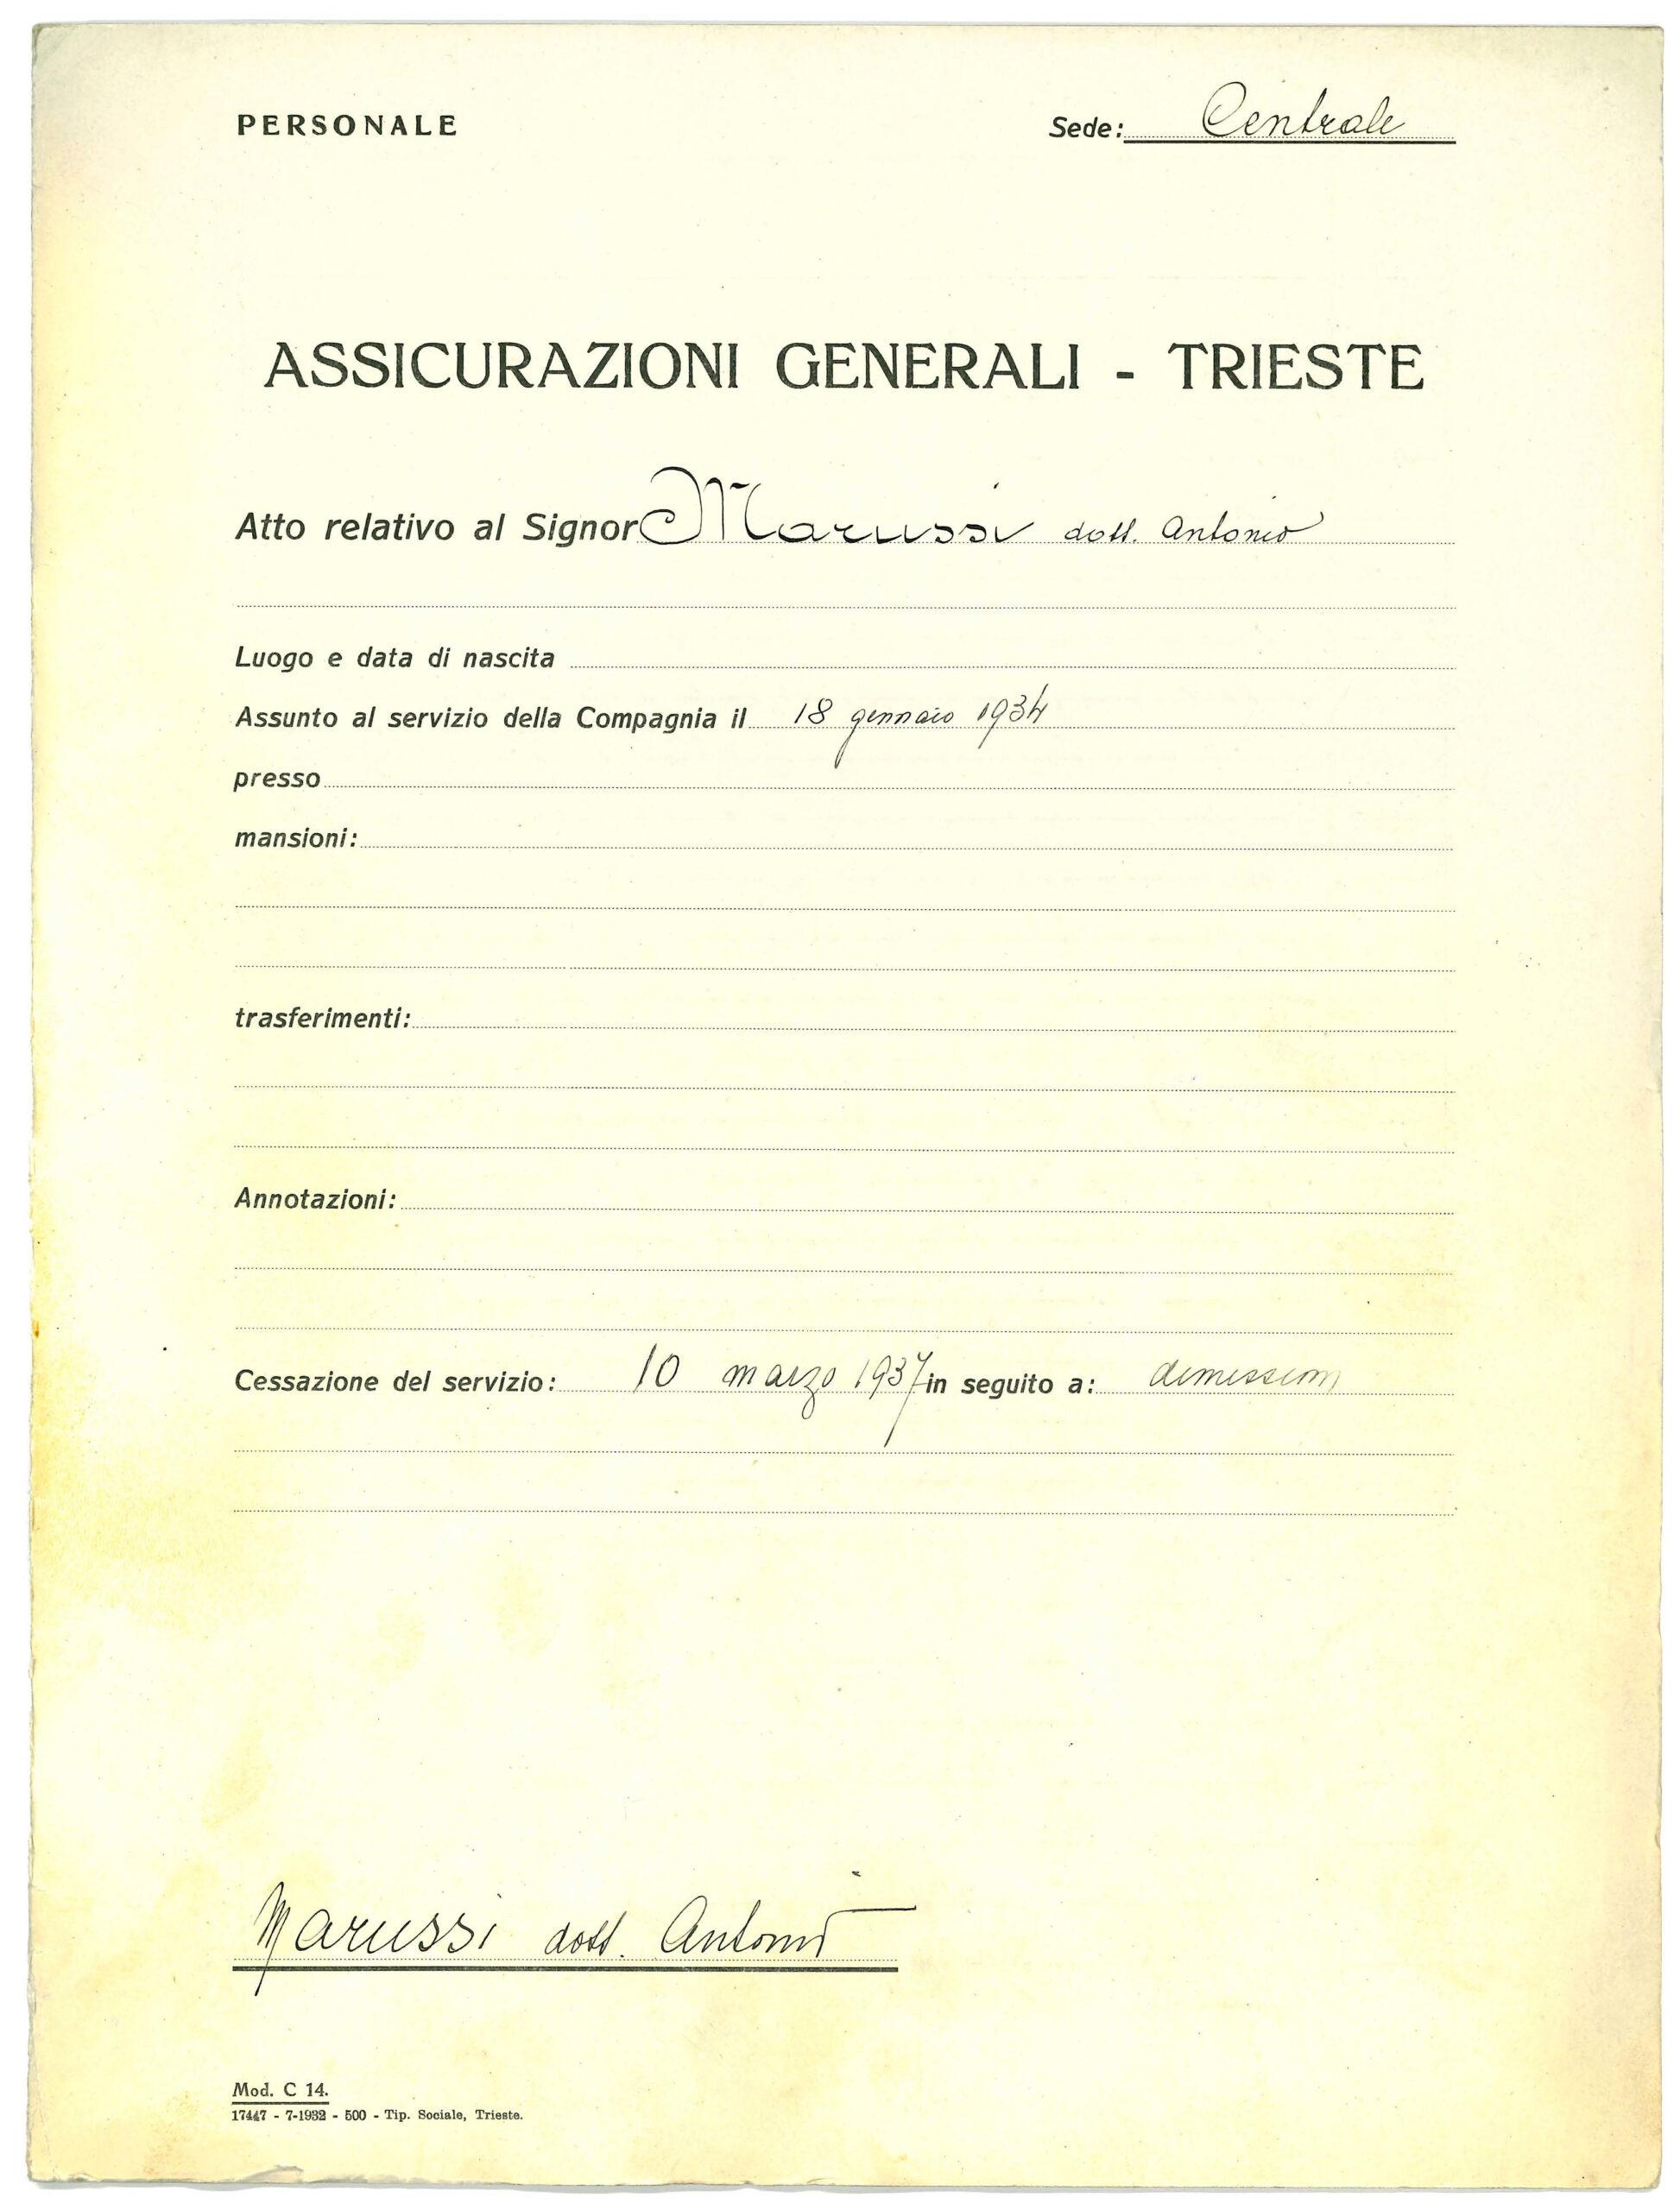 PERSONALE
Sede: Centrale
ASSICURAZIONI GENERALI - TRIESTE
Atto relativo al Signor Marussi dott. Antonio
Luogo e data di nascita
Assunto al servizio della Compagnia il 18 gennaio 1934
presso
mansioni:
trasferimenti:
Annotazioni:
Cessazione del servizio: 10 marzo 1937 in seguito a: dimissioni
Marussi dott. Antonio
Mod. C 14.
17447 - 7-1932 - 500 - Tip. Sociale, Trieste.